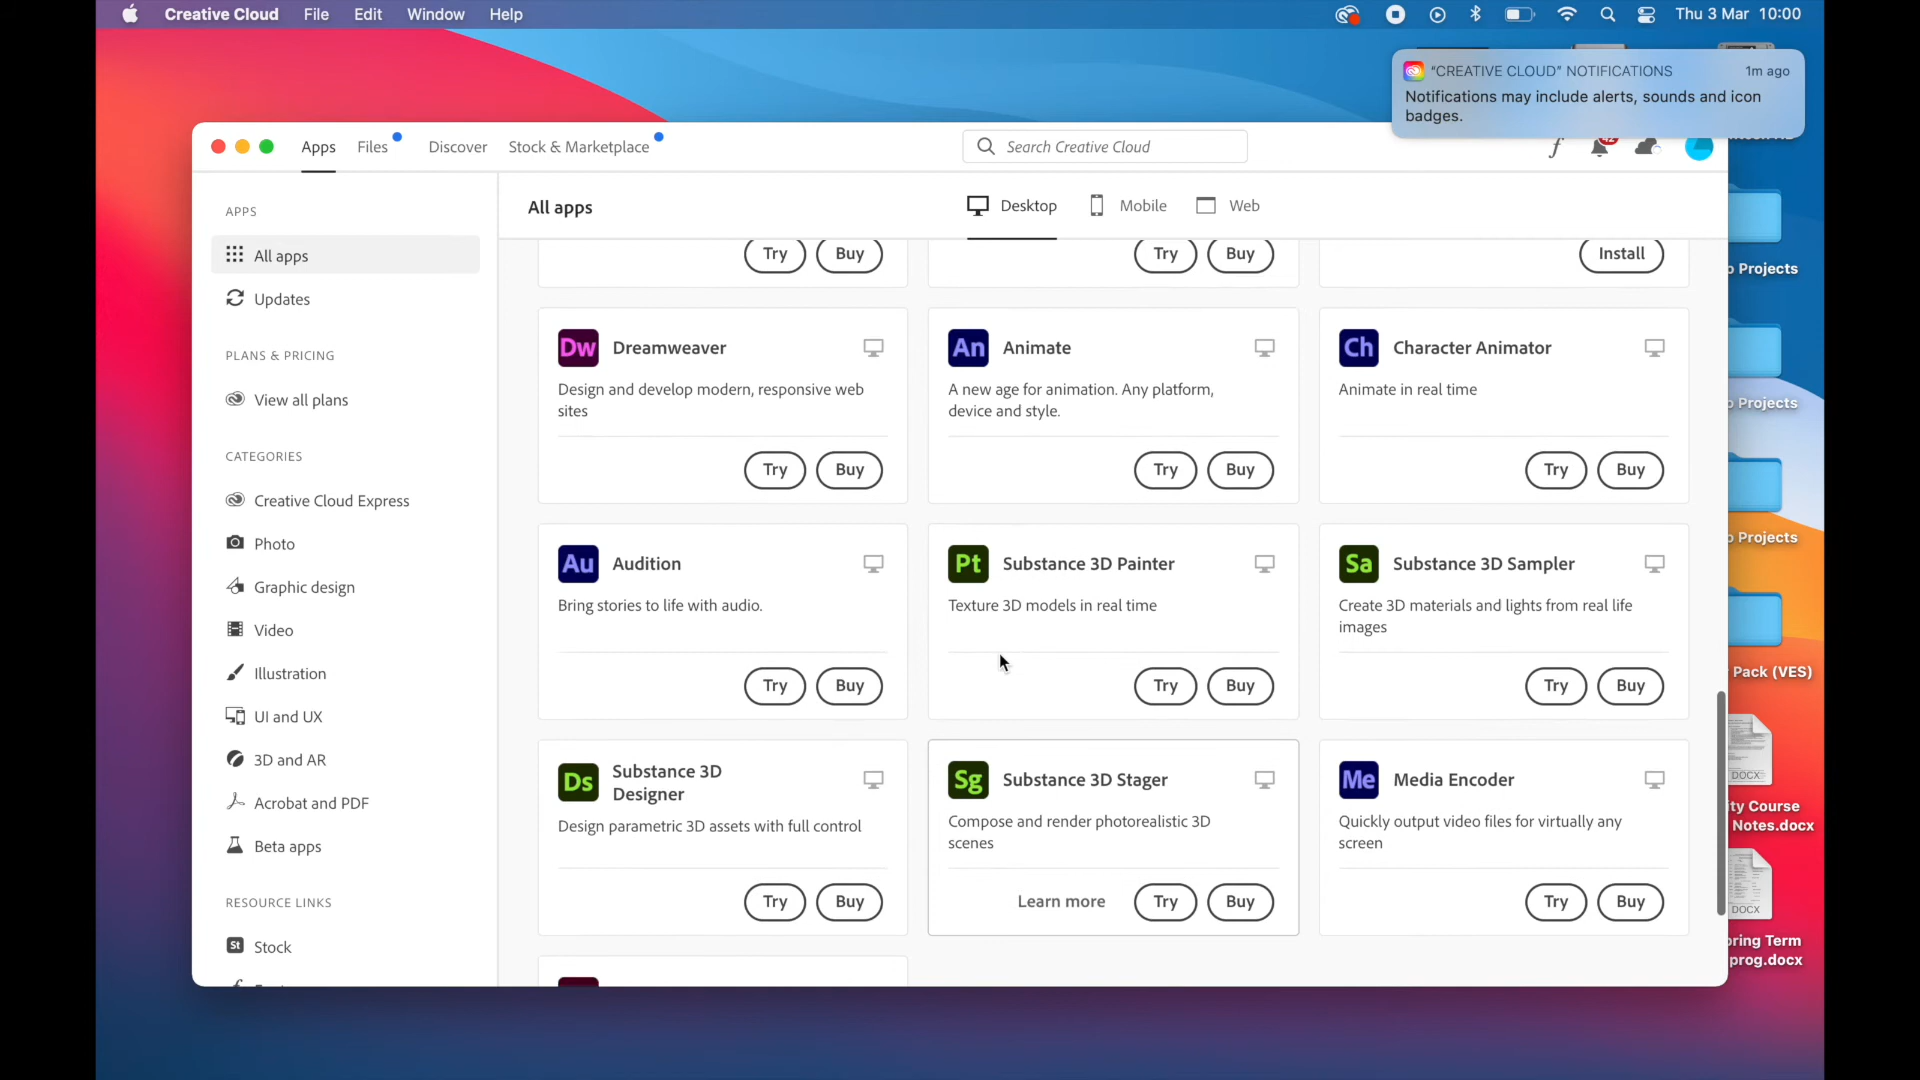 Creative Cloud File Edit Window Help
Thu 3 Mar 10:00
"CREATIVE CLOUD" NOTIFICATIONS 1m ago
Notifications may include alerts, sounds and icon
badges.
Apps Files Discover Stock & Marketplace
Search Creative Cloud
All apps
Desktop Mobile Web
APPS
All apps
Updates
PLANS & PRICING
View all plans
CATEGORIES
Creative Cloud Express
Photo
Graphic design
Video
Illustration
UI and UX
3D and AR
Acrobat and PDF
Beta apps
RESOURCE LINKS
St Stock
Try Buy
Try Buy
Install
Dw Dreamweaver
Design and develop modern, responsive web
sites
Try Buy
An Animate
A new age for animation. Any platform,
device and style.
Try Buy
Ch Character Animator
Animate in real time
Try Buy
Au Audition
Bring stories to life with audio.
Try Buy
Pt Substance 3D Painter
Texture 3D models in real time
Try Buy
Sa Substance 3D Sampler
Create 3D materials and lights from real life
images
Try Buy
Ds Substance 3D
Designer
Design parametric 3D assets with full control
Try Buy
Sg Substance 3D Stager
Compose and render photorealistic 3D
scenes
Learn more Try Buy
Me Media Encoder
Quickly output video files for virtually any
screen
Try Buy
Projects
Projects
Projects
Pack (VES)
DOCX
Course
Notes.docx
DOCX
Term
prog.docx